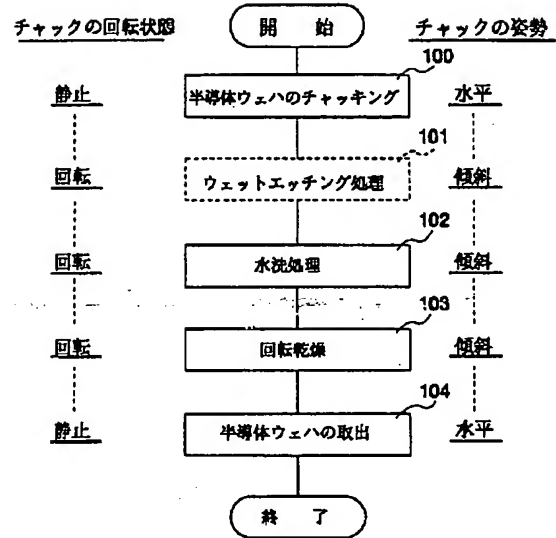 チャックの回転状態
開 始
チャックの姿勢
100
静止
半導体ウェハのチャッキング
水平
101
回転
ウェットエッチング処理
傾斜
102
回転
水洗処理
傾斜
103
回転
回転乾燥
傾斜
104
静止
半導体ウェハの取出
水平
終 了